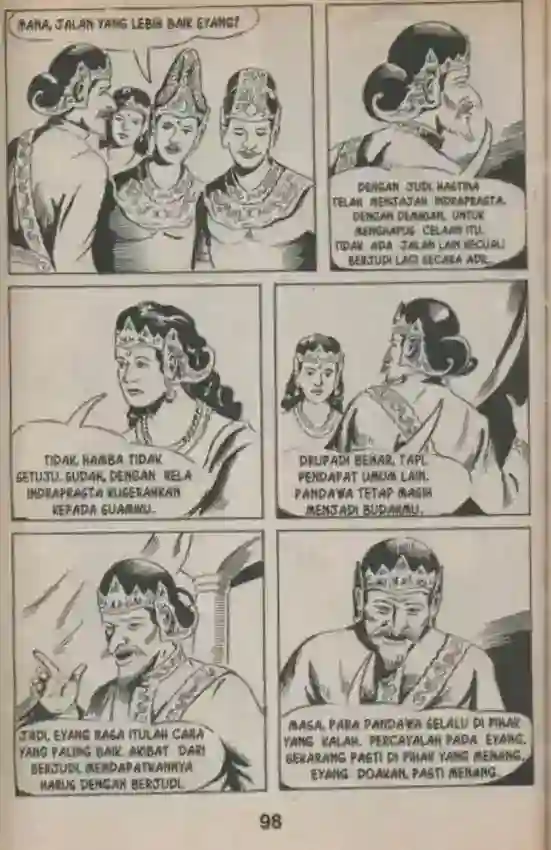 MANA, JALAN YANG LEBIH BAIK EYANG?
DENGAN JUDI HASTINA
TELAH MENJAJAH INDRAPRASTA.
DENGAN DEMIKIAN, UNTUK
MENGHAPUS CELAAN ITU.
TIDAK ADA JALAN LAIN KECUALI
BERJUDI LAGI SECARA ADIL.
TIDAK, HAMBA TIDAK
SETUJU. SUDAH, DENGAN RELA
INDRAPRASTA KUSERAHKAN
KEPADA SUAMIKU.
DRUPADI BENAR, TAPI
PENDAPAT UMUM LAIN.
PANDAWA TETAP MASIH
MENJADI BUDAKMU.
JADI, EYANG RASA ITULAH CARA
YANG PALING BAIK. AKIBAT DARI
BERJUDI, MENDAPATKANNYA
HARUS DENGAN BERJUDI.
MASA, PARA PANDAWA SELALU DI PIHAK
YANG KALAH. PERCAYALAH PADA EYANG,
SEKARANG PASTI DI PIHAK YANG MENANG.
EYANG DOAKAN, PASTI MENANG.
98